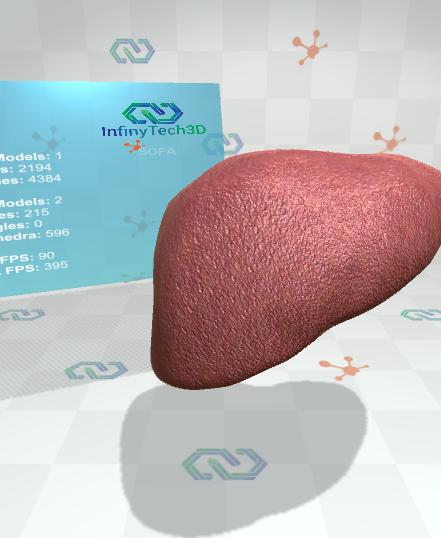 InfinyTech3D
SOFA
Models: 1
s: 2194
es: 4384
Models: 2
es: 215
gles: 0
hedra: 596
FPS: 90
FPS: 395